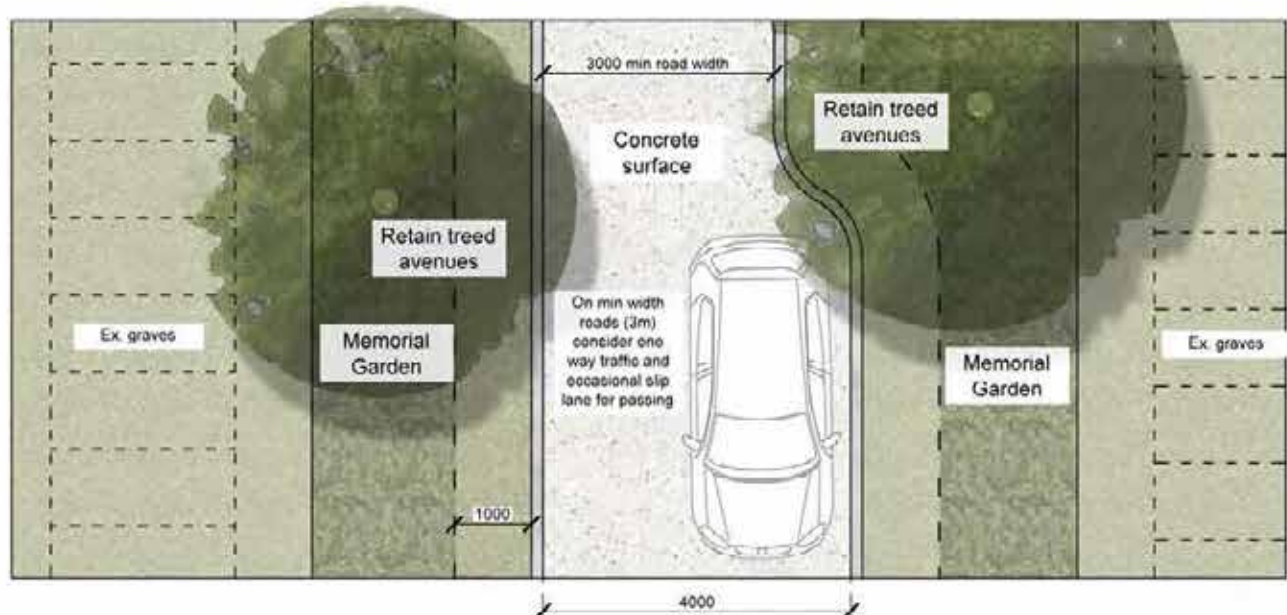 3000 min road width
Concrete
surface
Retain treed
avenues
Retain treed
avenues
On min width
roads (3m)
consider one
way traffic and
occasional slip
lane for passing
Ex. graves
Memorial
Garden
Memorial
Garden
Ex. graves
1000
4000